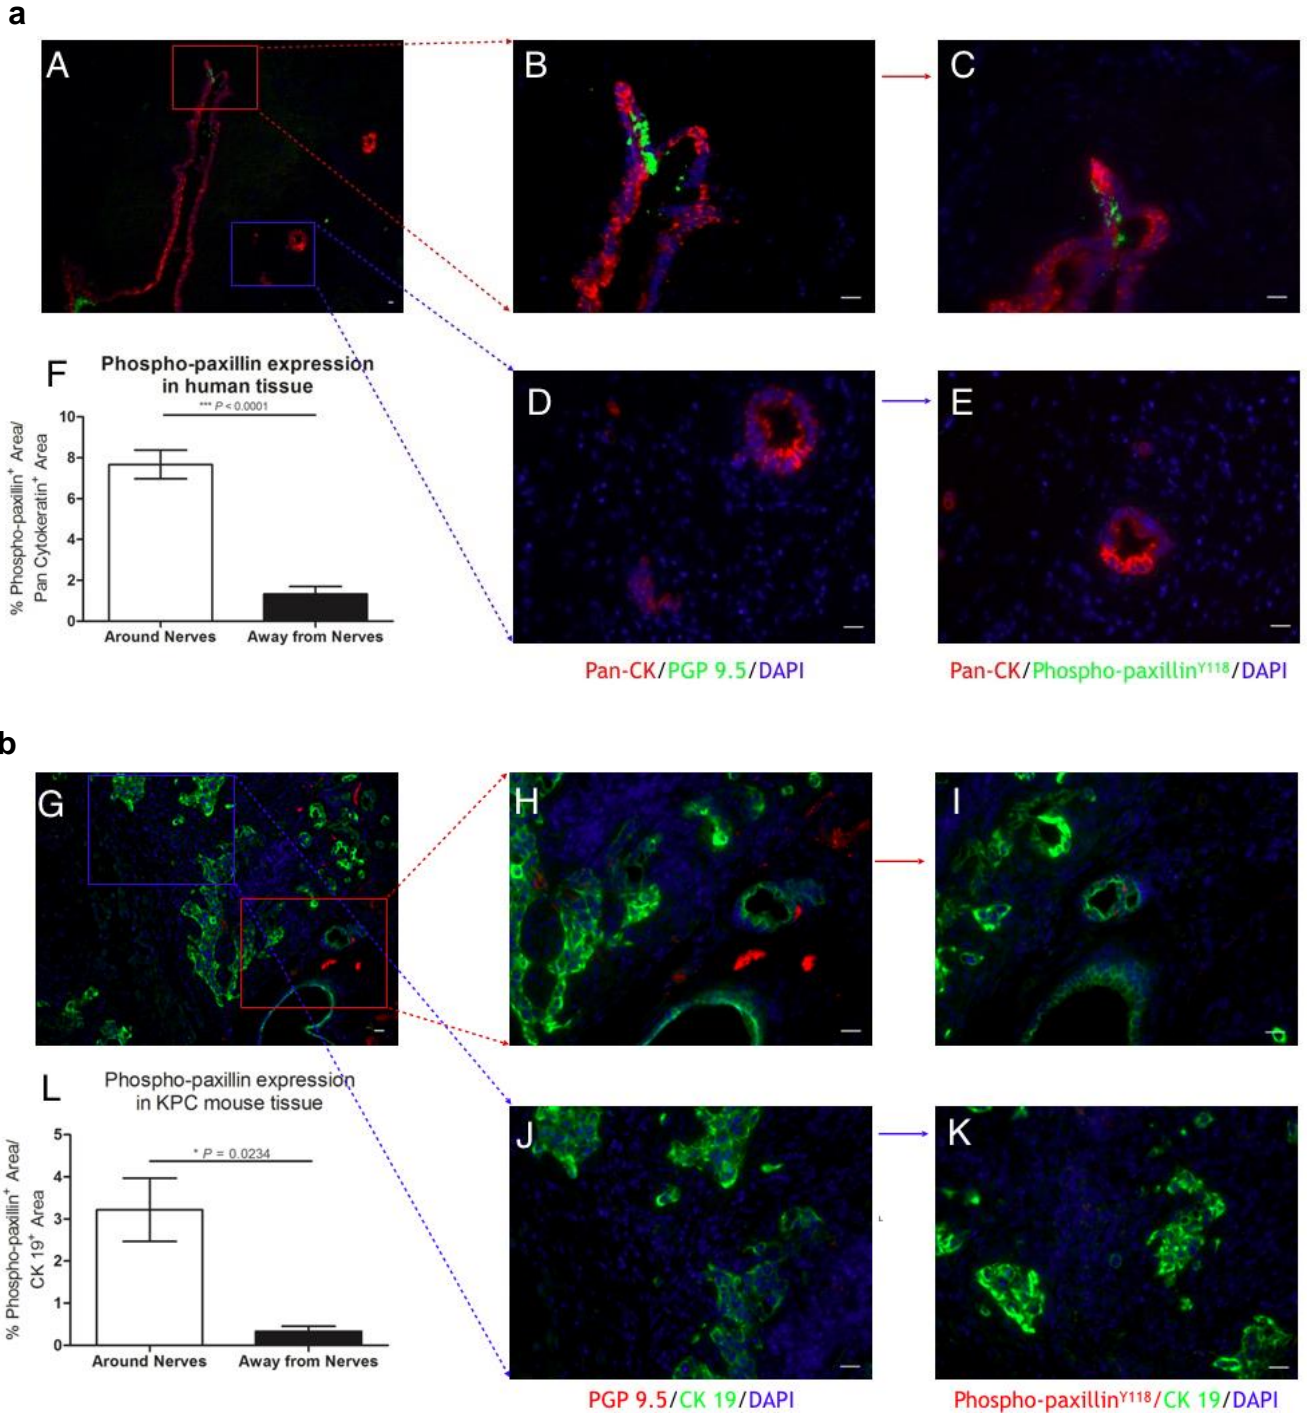 a
A
B
C
F
Phospho-paxillin expression
in human tissue
*** P < 0.0001
% Phospho-paxillin+ Area/
Pan Cytokeratin+ Area
10
8
6
4
2
0
Around Nerves
Away from Nerves
D
E
Pan-CK/PGP 9.5/DAPI
Pan-CK/Phospho-paxillinY118/DAPI
b
G
H
I
L
Phospho-paxillin expression
in KPC mouse tissue
* P = 0.0234
% Phospho-paxillin+ Area/
CK 19+ Area
5
4
3
2
1
0
Around Nerves
Away from Nerves
J
K
L
PGP 9.5/CK 19/DAPI
Phospho-paxillinY118/CK 19/DAPI